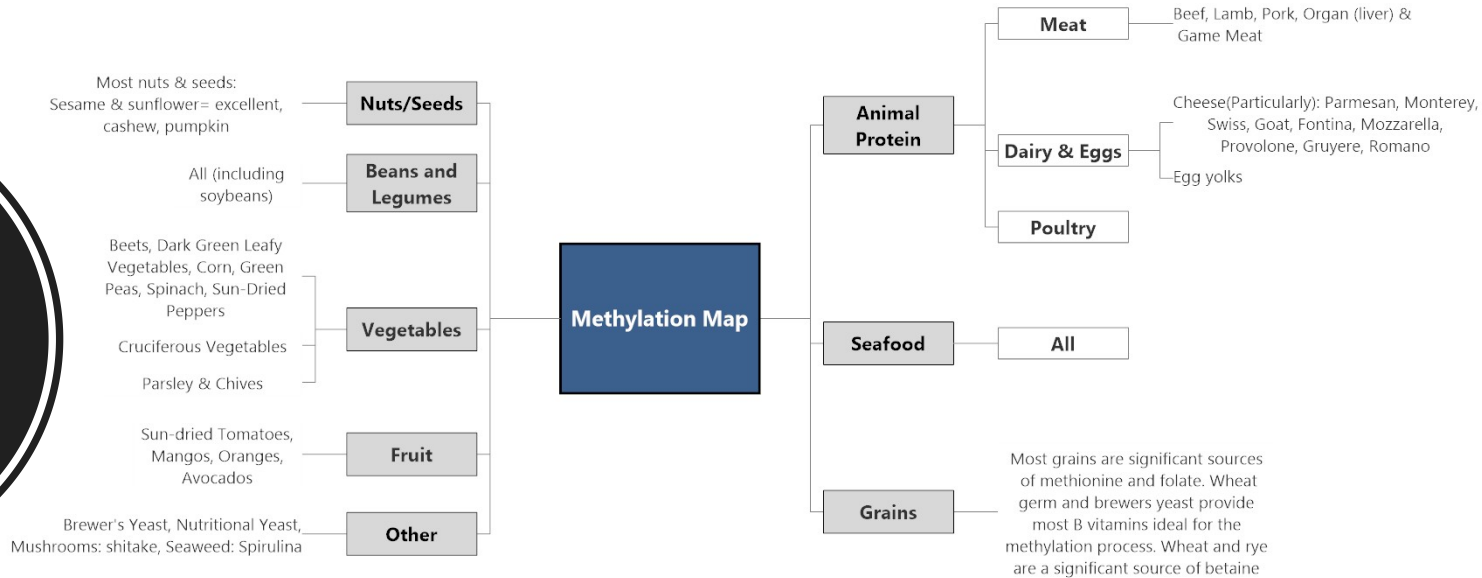 Methylation Map
Nuts/Seeds
Most nuts & seeds:
Sesame & sunflower= excellent,
cashew, pumpkin
Beans and
Legumes
All (including
soybeans)
Vegetables
Beets, Dark Green Leafy
Vegetables, Corn, Green
Peas, Spinach, Sun-Dried
Peppers
Cruciferous Vegetables
Parsley & Chives
Fruit
Sun-dried Tomatoes,
Mangos, Oranges,
Avocados
Other
Brewer's Yeast, Nutritional Yeast,
Mushrooms: shitake, Seaweed: Spirulina
Animal
Protein
Meat
Beef, Lamb, Pork, Organ (liver) &
Game Meat
Dairy & Eggs
Cheese(Particularly): Parmesan, Monterey,
Swiss, Goat, Fontina, Mozzarella,
Provolone, Gruyere, Romano
Egg yolks
Poultry
Seafood
All
Grains
Most grains are significant sources
of methionine and folate. Wheat
germ and brewers yeast provide
most B vitamins ideal for the
methylation process. Wheat and rye
are a significant source of betaine